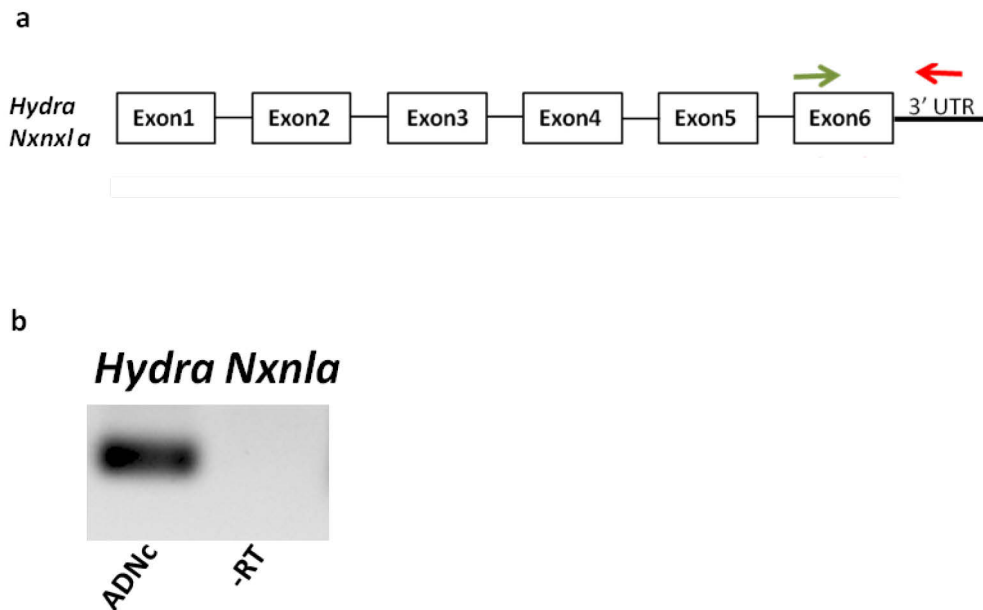 a
Hydra
Nxnxl a
Exon1 Exon2 Exon3 Exon4 Exon5 Exon6 3' UTR
b
Hydra Nxnla
ADNc -RT